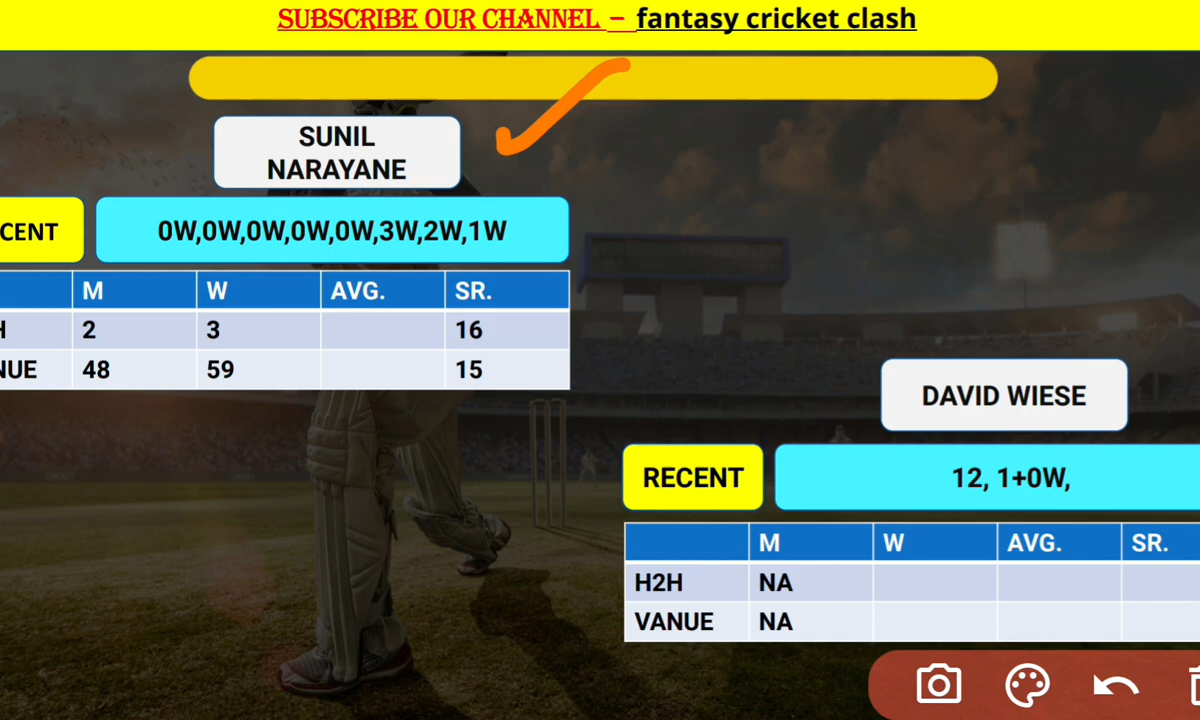 SUBSCRIBE OUR CHANNEL – fantasy cricket clash
SUNIL
NARAYANE
CENT 0W,0W,0W,0W,0W,3W,2W,1W
M W AVG. SR.
H 2 3 16
NUE 48 59 15
DAVID WIESE
RECENT 12, 1+0W,
M W AVG. SR.
H2H NA
VANUE NA